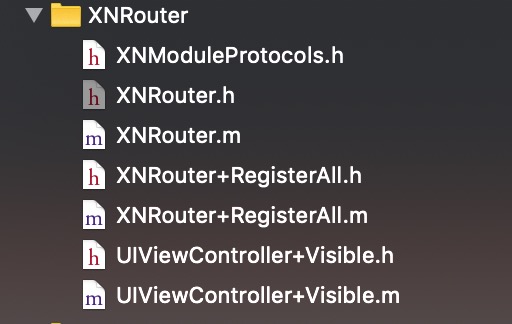 XNRouter
h XNModuleProtocols.h
h XNRouter.h
m XNRouter.m
h XNRouter+RegisterAll.h
m XNRouter+RegisterAll.m
h UIViewController+Visible.h
m UIViewController+Visible.m